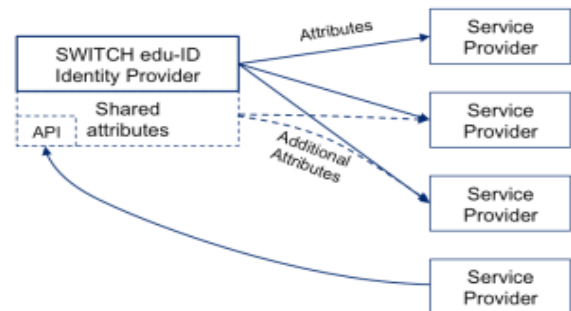 Attributes
SWITCH edu-ID
Identity Provider
Shared
attributes
API
Additional
Attributes
Service
Provider
Service
Provider
Service
Provider
Service
Provider